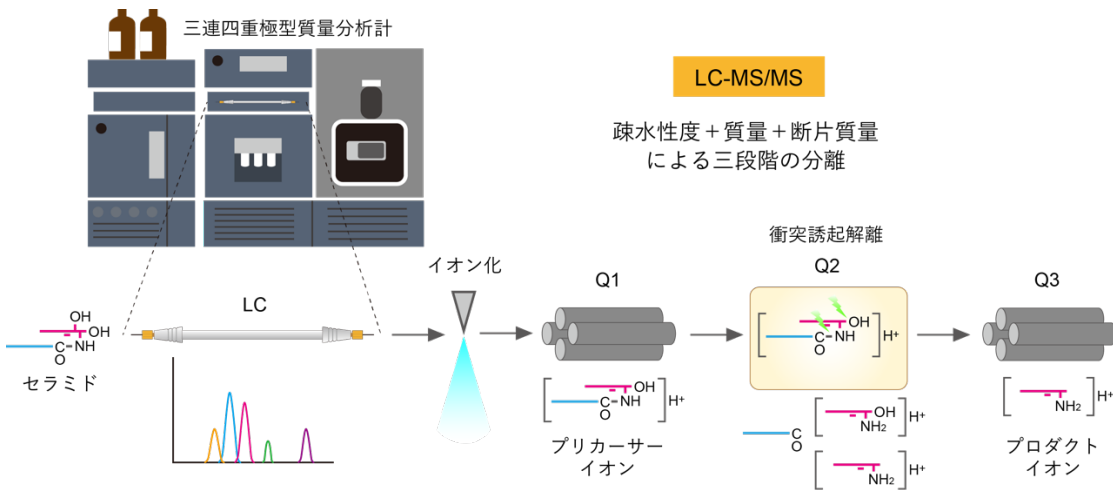 三連四重極型質量分析計
LC-MS/MS
疎水性度＋質量＋断片質量
による三段階の分離
OH
OH
C-NH
O
セラミド
LC
イオン化
Q1
OH
C-NH
O
H+
プリカーサー
イオン
衝突誘起解離
Q2
OH
C-NH
O
H+
C
O
OH
NH2
H+
NH2
H+
Q3
NH2
H+
プロダクト
イオン